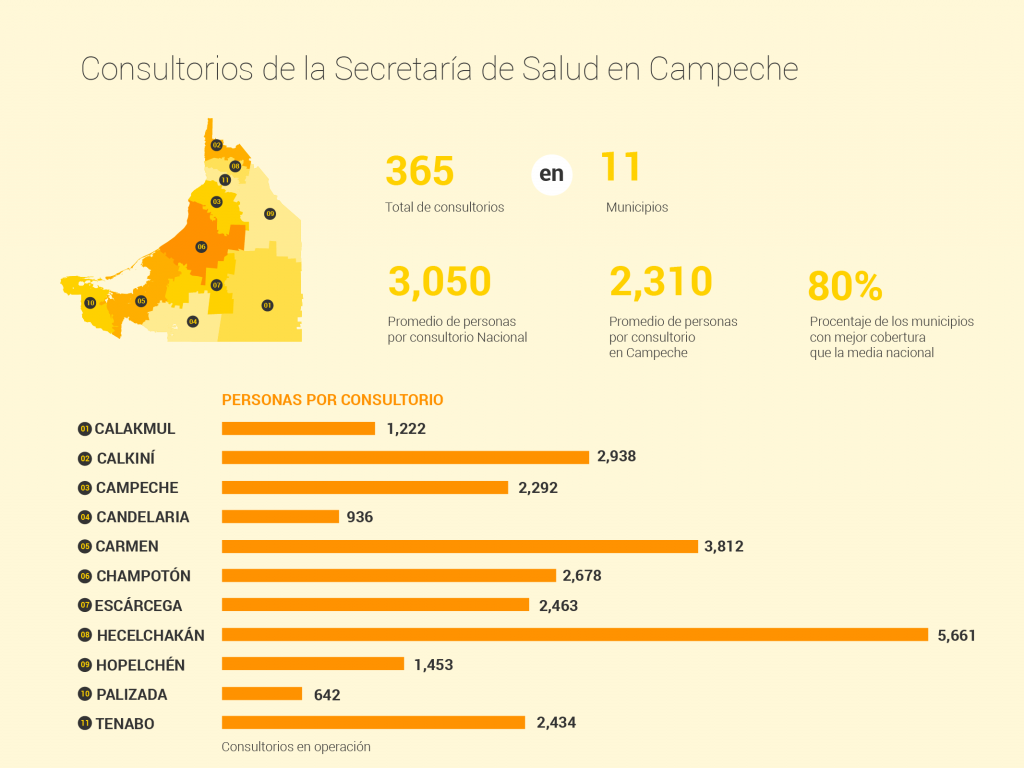 Consultorios de la Secretaría de Salud en Campeche
02
08
11
03
09
06
07
10
05
01
04
365
en
11
Total de consultorios
Municipios
3,050
2,310
80%
Promedio de personas
por consultorio Nacional
Promedio de personas
por consultorio
en Campeche
Procentaje de los municipios
con mejor cobertura
que la media nacional
PERSONAS POR CONSULTORIO
01 CALAKMUL 1,222
02 CALKINÍ 2,938
03 CAMPECHE 2,292
04 CANDELARIA 936
05 CARMEN 3,812
06 CHAMPOTÓN 2,678
07 ESCÁRCEGA 2,463
08 HECELCHAKÁN 5,661
09 HOPELCHÉN 1,453
10 PALIZADA 642
11 TENABO 2,434
Consultorios en operación